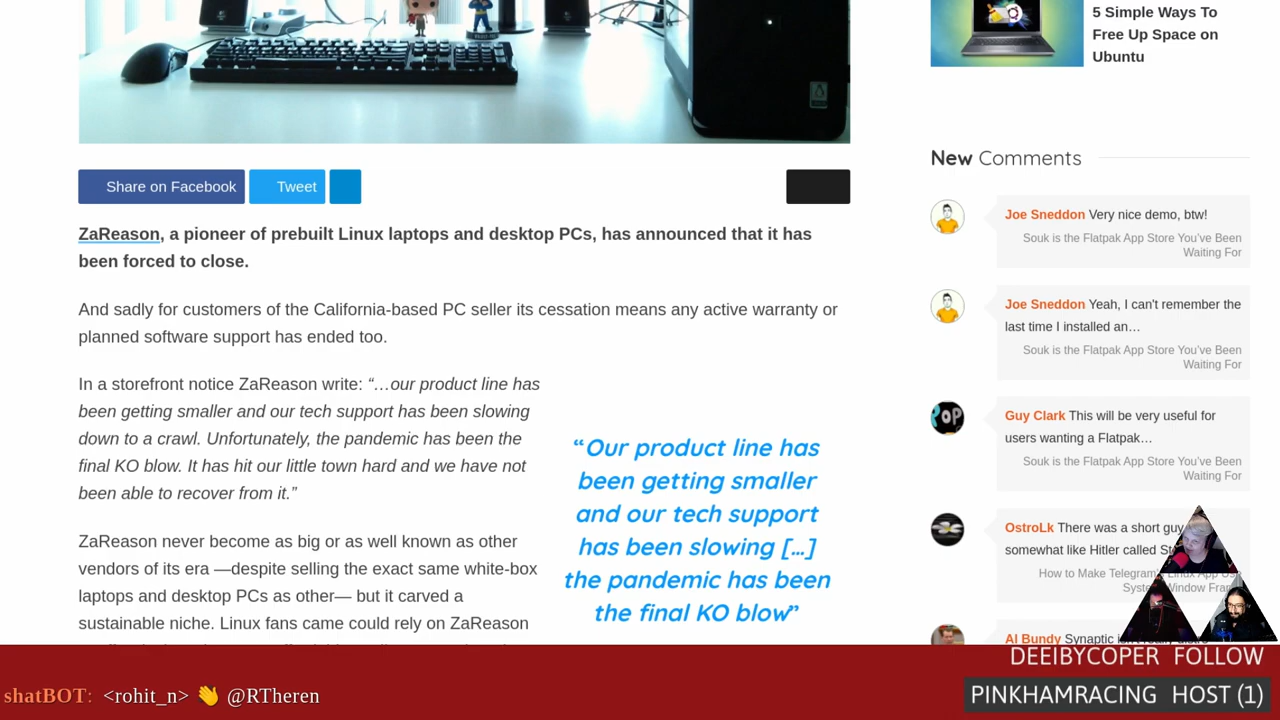 5 Simple Ways To
Free Up Space on
Ubuntu
New Comments
Share on Facebook
Tweet
ZaReason, a pioneer of prebuilt Linux laptops and desktop PCs, has announced that it has
been forced to close.
And sadly for customers of the California-based PC seller its cessation means any active warranty or
planned software support has ended too.
In a storefront notice ZaReason write: “…our product line has
been getting smaller and our tech support has been slowing
down to a crawl. Unfortunately, the pandemic has been the
final KO blow. It has hit our little town hard and we have not
been able to recover from it.”
“Our product line has
been getting smaller
and our tech support
has been slowing [...]
the pandemic has been
the final KO blow”
ZaReason never become as big or as well known as other
vendors of its era —despite selling the exact same white-box
laptops and desktop PCs as other— but it carved a
sustainable niche. Linux fans came could rely on ZaReason
Joe Sneddon Very nice demo, btw!
Souk is the Flatpak App Store You’ve Been
Waiting For
Joe Sneddon Yeah, I can't remember the
last time I installed an…
Souk is the Flatpak App Store You’ve Been
Waiting For
Guy Clark This will be very useful for
users wanting a Flatpak…
Souk is the Flatpak App Store You’ve Been
Waiting For
OstroLk There was a short guy
somewhat like Hitler called
How to Make Telegram's Linux App Use
System Window
Al Bundy Synaptic
DEEIBYCOPER FOLLOW
shatBOT: <rohit_n> 👋 @RTheren
PINKHAMRACING HOST (1)